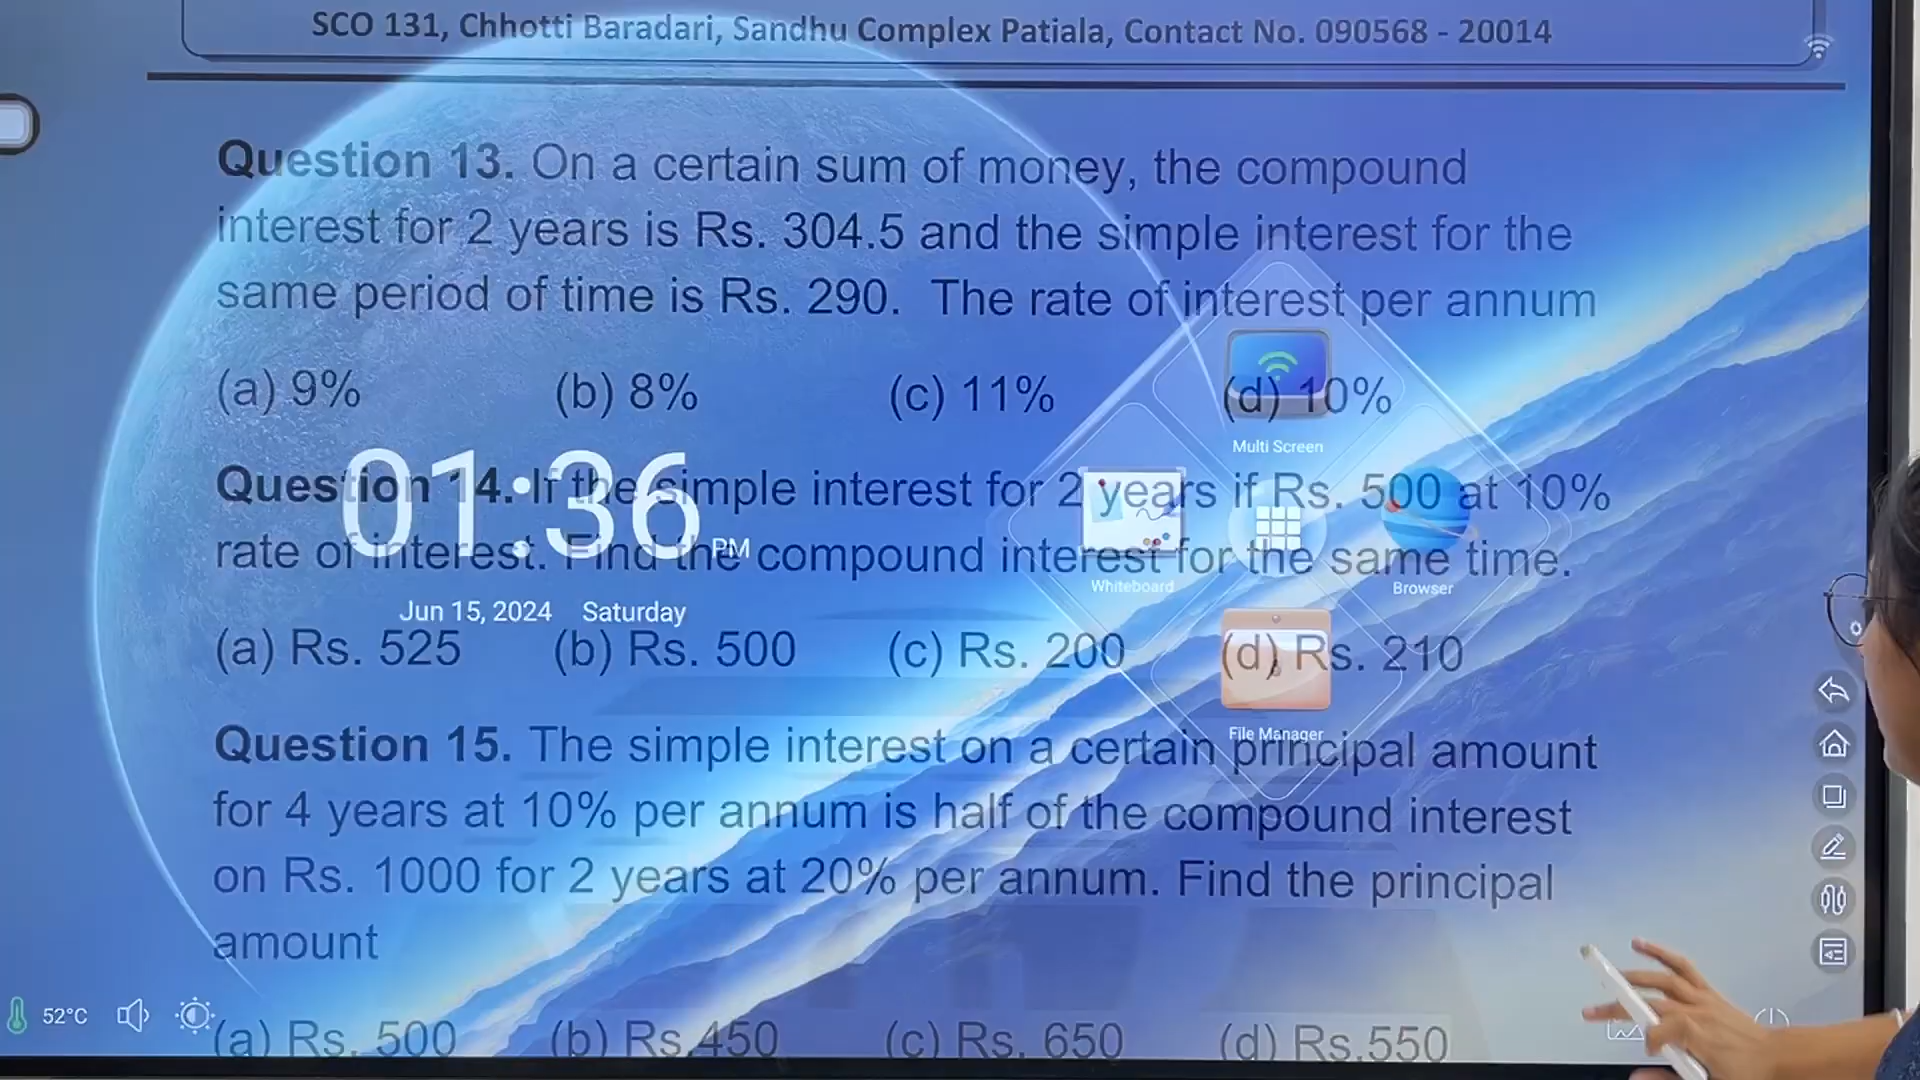 SCO 131, Chhotti Baradari, Sandhu Complex Patiala, Contact No. 090568 - 20014
Question 13. On a certain sum of money, the compound
interest for 2 years is Rs. 304.5 and the simple interest for the
same period of time is Rs. 290. The rate of interest per annum
(a) 9% (b) 8% (c) 11% (d) 10%
Multi Screen
Question 14. If the simple interest for 2 years if Rs. 500 at 10%
01:36 PM
rate of interest. Find the compound interest for the same time.
Whiteboard
Browser
Jun 15, 2024 Saturday
(a) Rs. 525 (b) Rs. 500 (c) Rs. 200 (d) Rs. 210
File Manager
Question 15. The simple interest on a certain principal amount
for 4 years at 10% per annum is half of the compound interest
on Rs. 1000 for 2 years at 20% per annum. Find the principal
amount
52°C
(a) Rs. 500 (b) Rs.450 (c) Rs. 650 (d) Rs.550